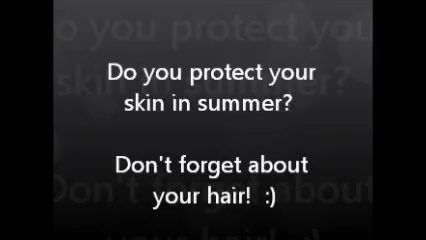 Do you protect your
skin in summer?
Don't forget about
your hair! :)